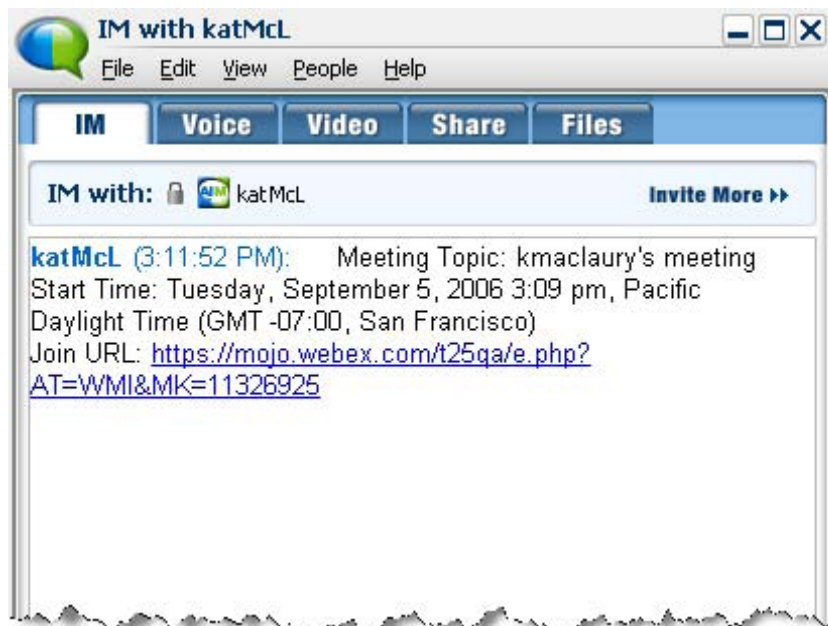 IM with katMcL
File Edit View People Help
IM Voice Video Share Files
IM with: AIM katMcL Invite More
katMcL (3:11:52 PM): Meeting Topic: kmaclaury's meeting
Start Time: Tuesday, September 5, 2006 3:09 pm, Pacific
Daylight Time (GMT -07:00, San Francisco)
Join URL: https://mojo.webex.com/t25qa/e.php?
AT=WMI&MK=11326925